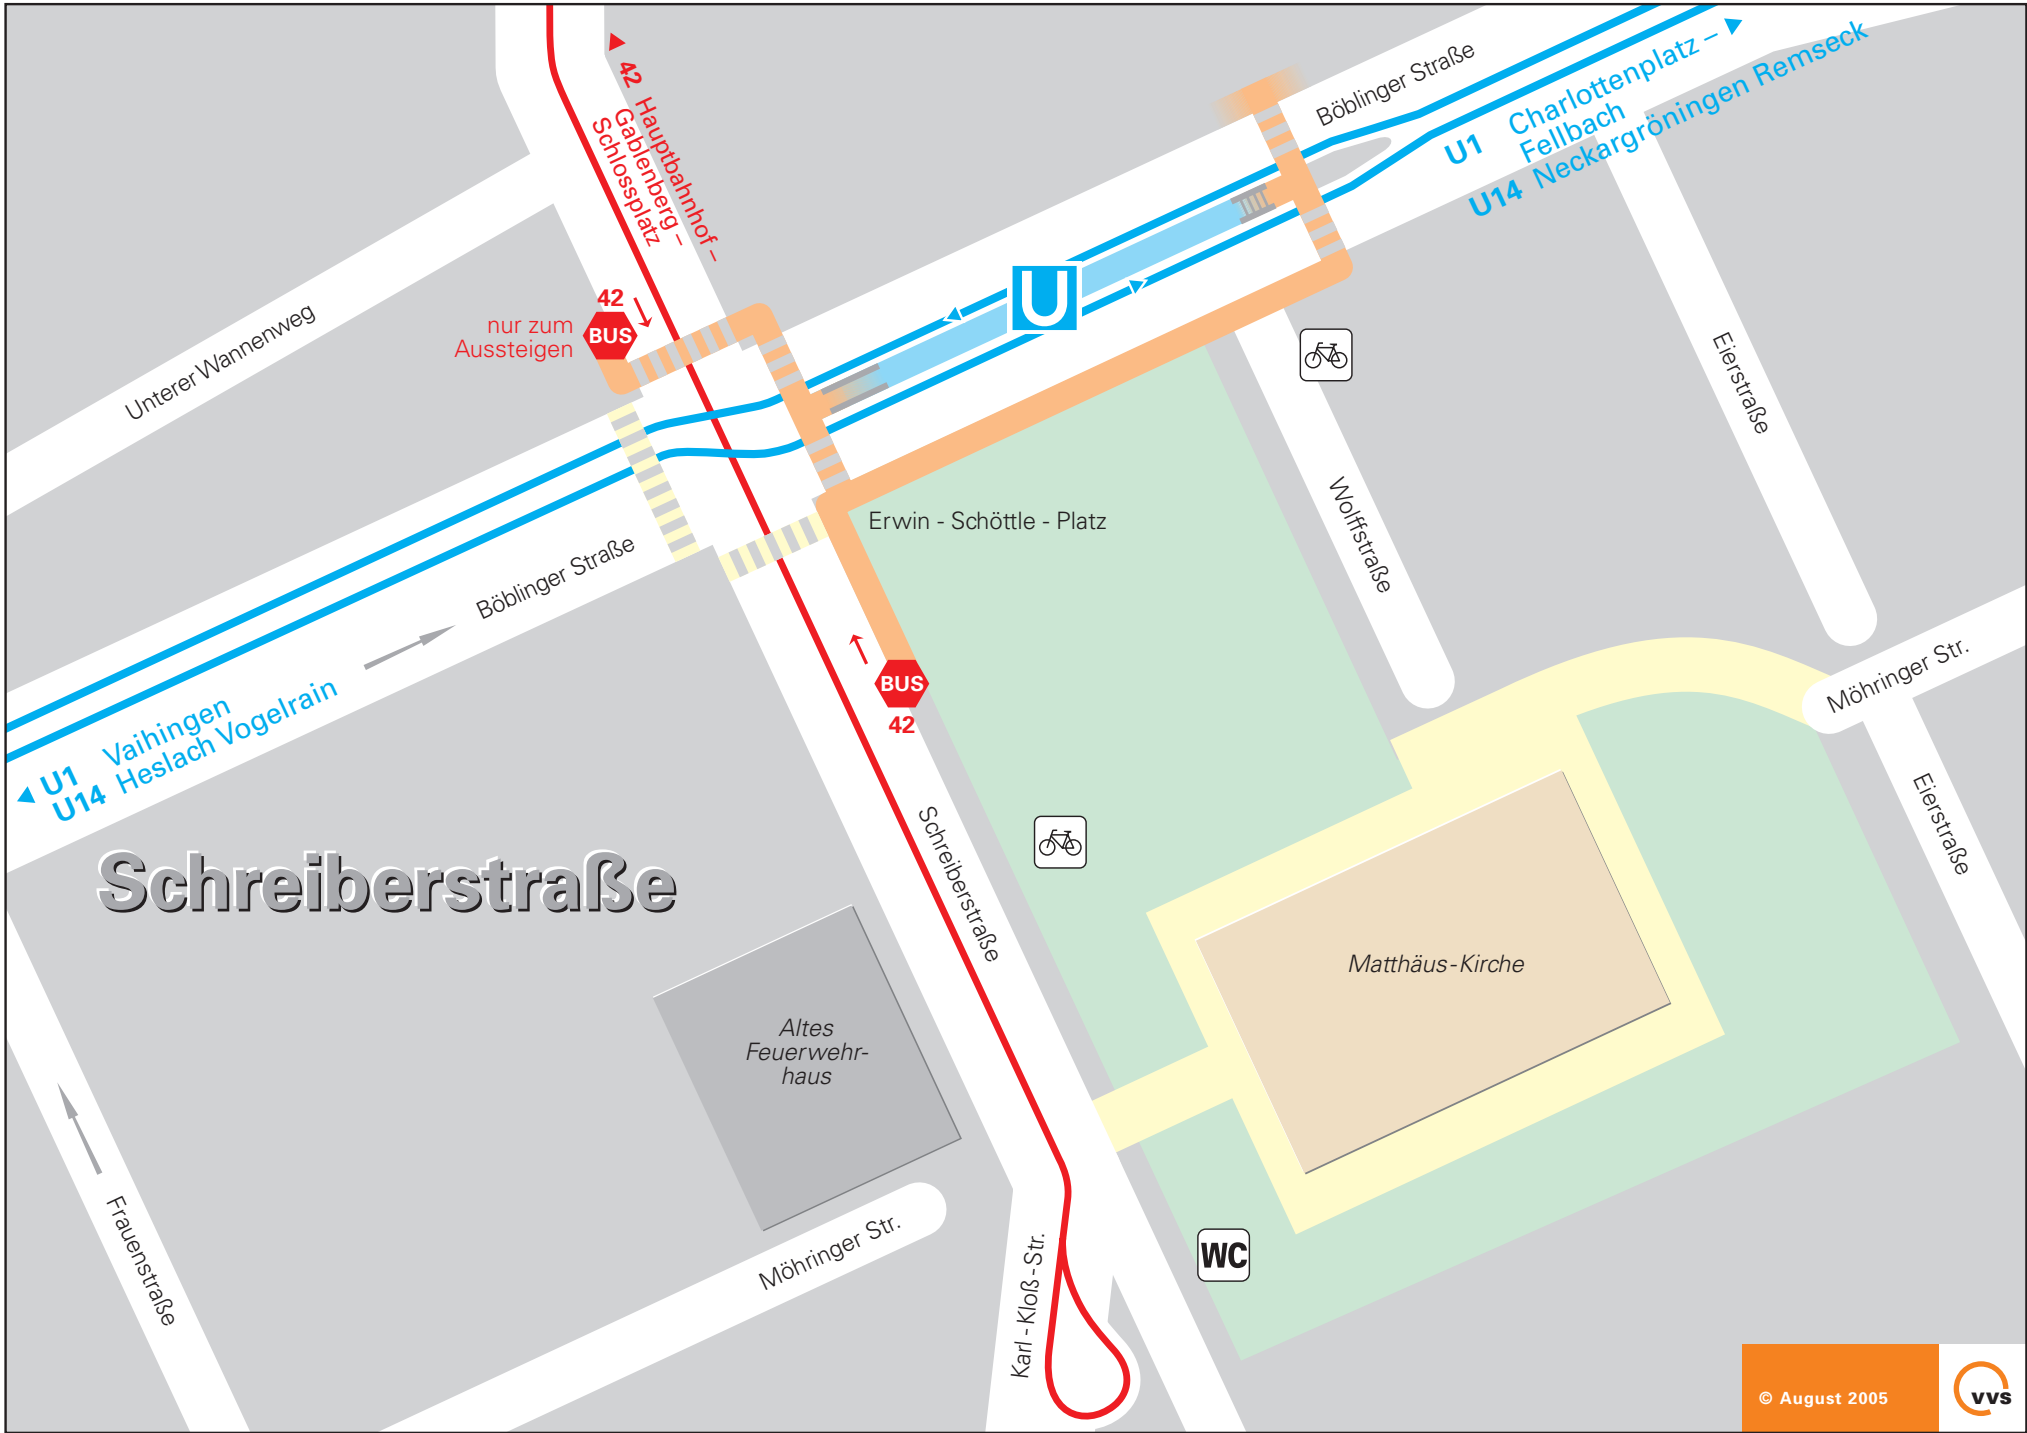 42 Hauptbahnhof –
Gablenberg –
Schlossplatz
Böblinger Straße
U1 Charlottenplatz –
Fellbach
U14 Neckargröningen Remseck
Unterer Wannenweg
42
nur zum
Aussteigen
BUS
U
Eierstraße
Wolffstraße
Erwin - Schöttle - Platz
Böblinger Straße
BUS
42
Möhringer Str.
U1 Vaihingen
U14 Heslach Vogelrain
Schreiberstraße
Schreiberstraße
Eierstraße
Matthäus-Kirche
Altes
Feuerwehr-
haus
Frauenstraße
Möhringer Str.
Karl - Kloß - Str.
WC
© August 2005
vvs